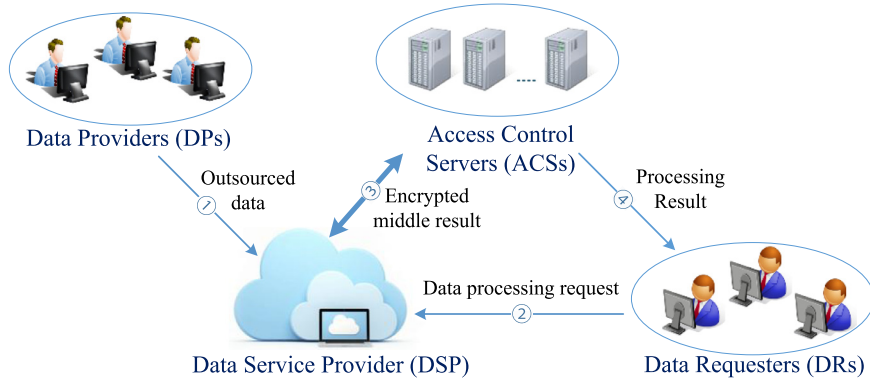 Data Providers (DPs)
Access Control
Servers (ACSs)
Outsourced
data
1
3
Encrypted
middle result
Processing
Result
4
Data processing request
2
Data Service Provider (DSP)
Data Requesters (DRs)